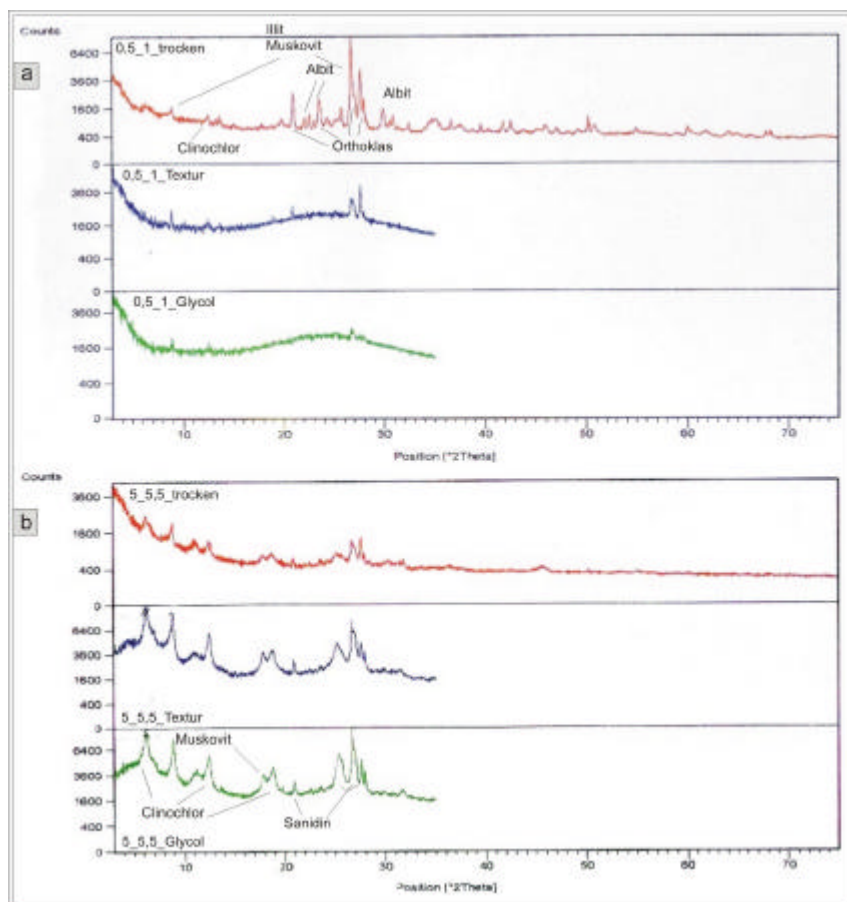 Counts
Illit
0,5_1_trocken
Muskovit
6400
a
Albit
3600
Albit
1600
400
Clinochlor
Orthoklas
0
0,5_1_Textur
3600
1600
400
0
0,5_1_Glycol
3600
1600
400
0
10 20 30 40 50 60 70
Position [°2Theta]
Counts
5_5,5_trocken
3600
b
1600
400
0
6400
3600
1600
400
5_5,5_Textur
0
Muskovit
6400
3600
Clinochlor
1600
Sanidin
400
5_5,5_Glycol
0
10 20 30 40 50 60 70
Position [°2Theta]